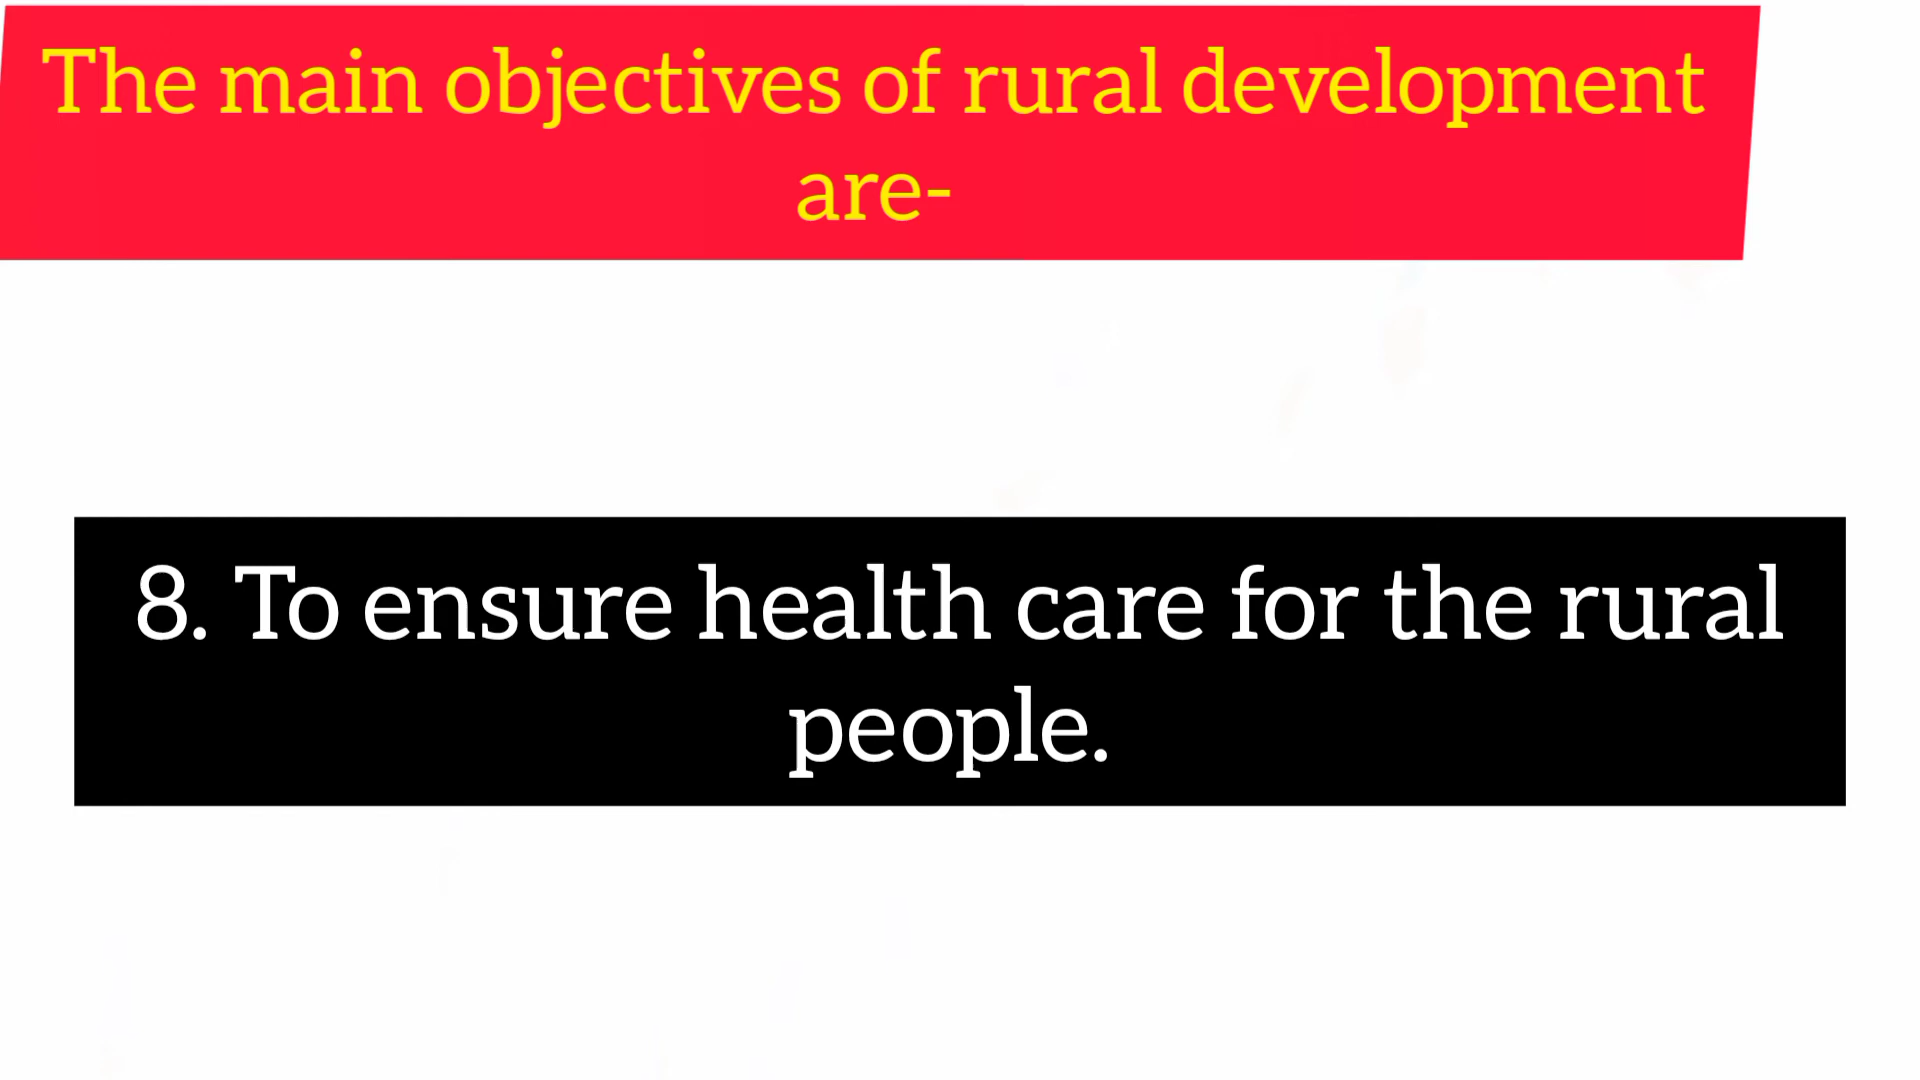 The main objectives of rural development
are-
8. To ensure health care for the rural
people.